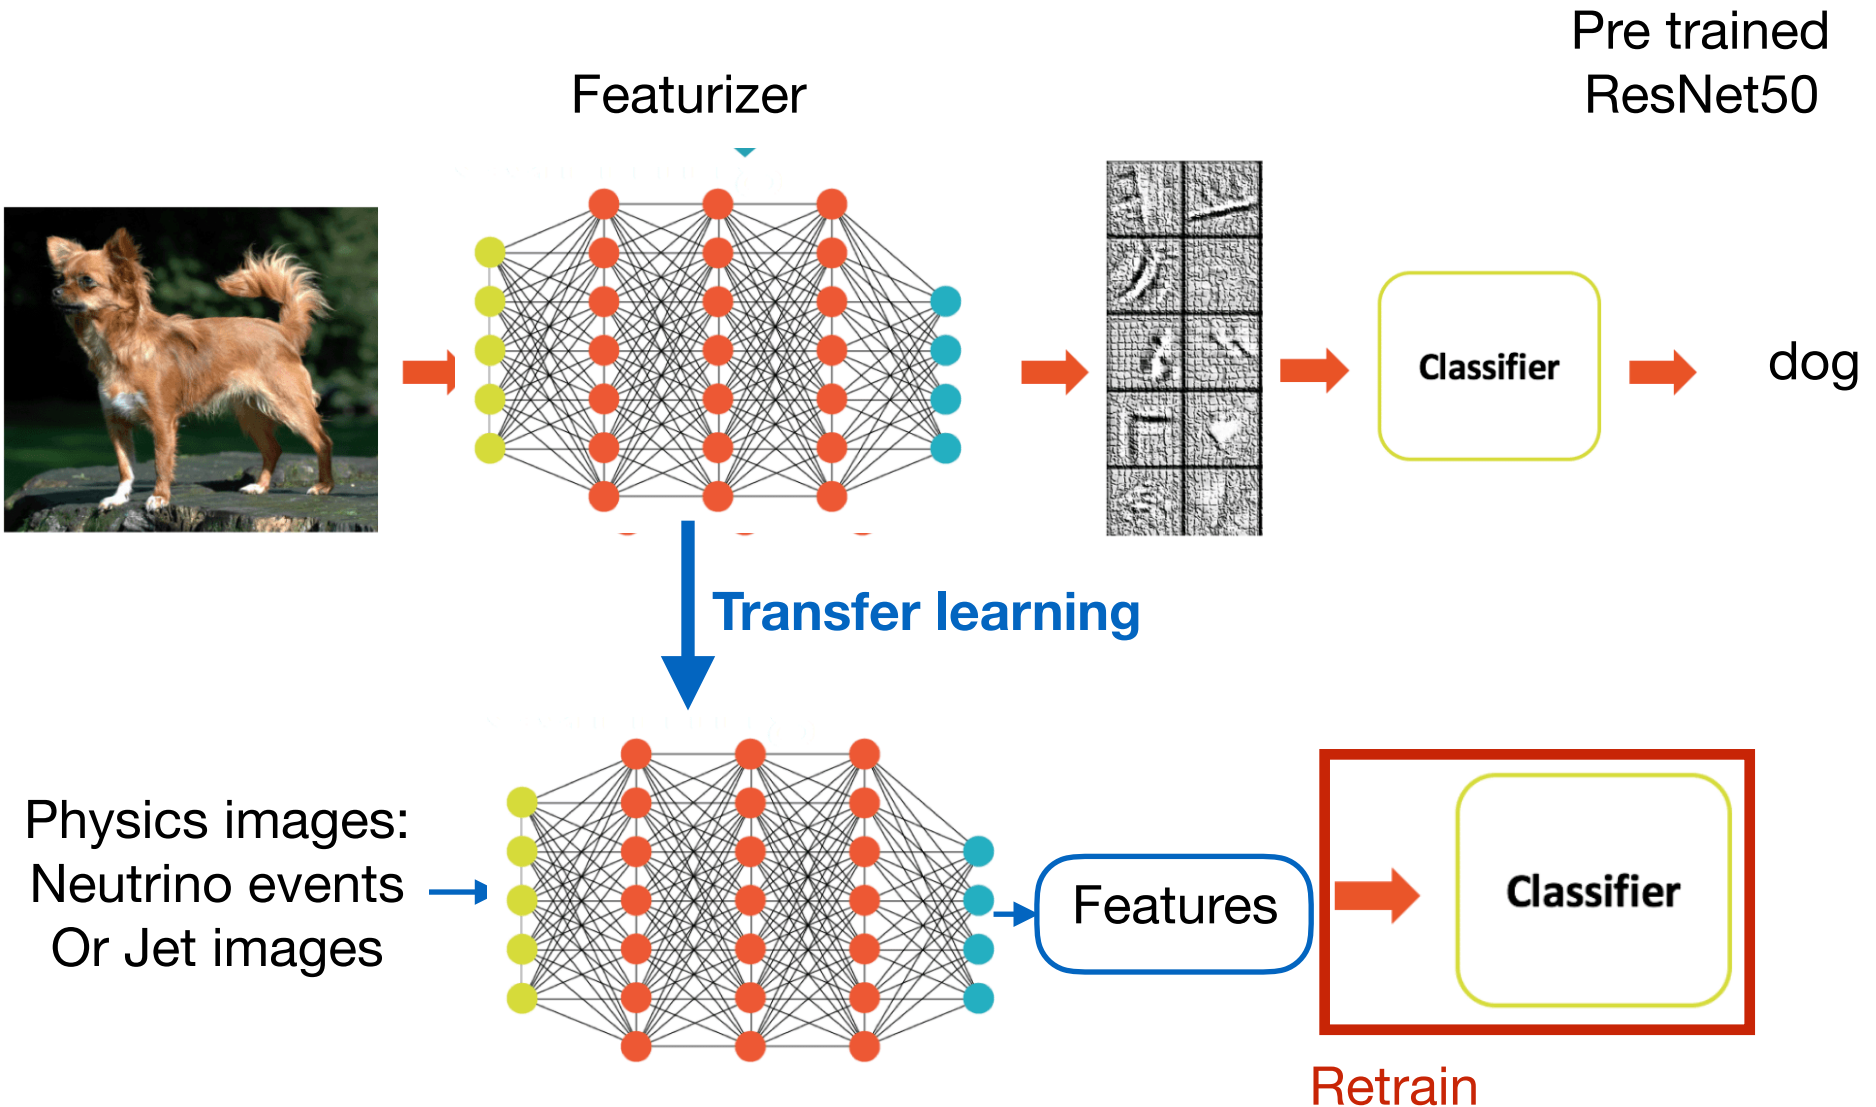 Pre trained
ResNet50
Featurizer
Classifier
dog
Transfer learning
Physics images:
Neutrino events
Or Jet images
Features
Classifier
Retrain